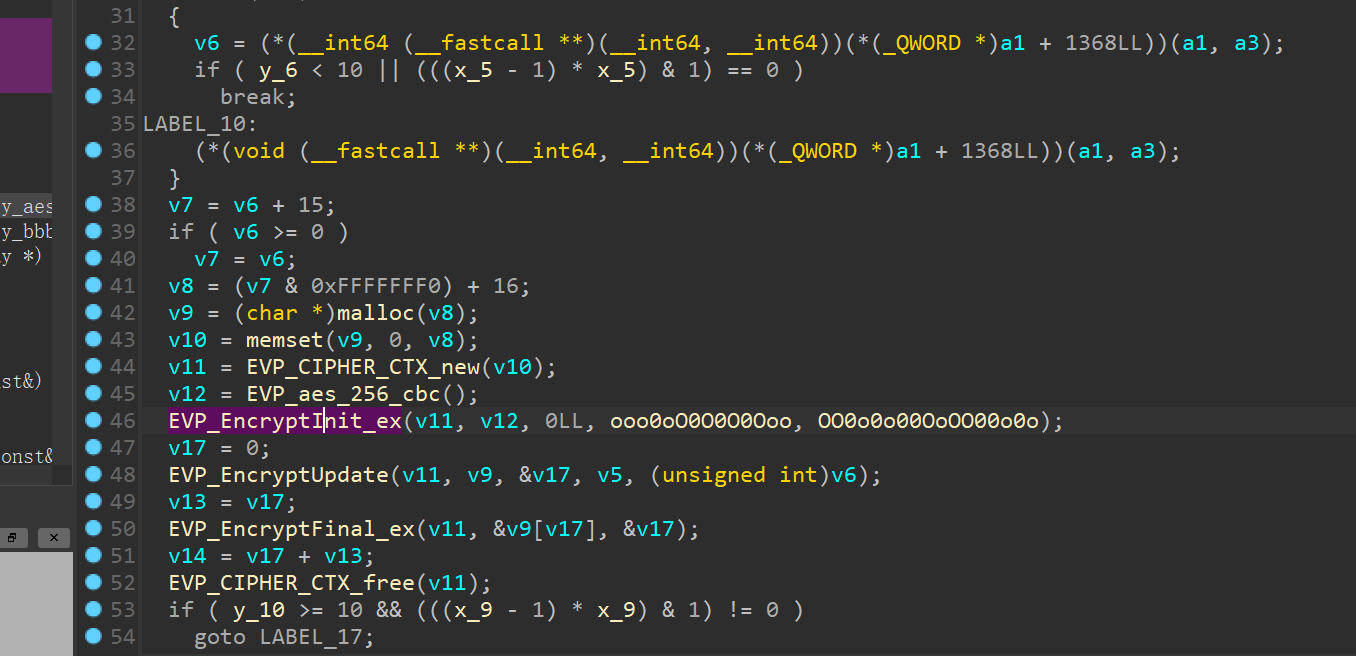 31 {
32 v6 = (*(__int64 (__fastcall **)(__int64, __int64))(*(_QWORD *)a1 + 1368LL))(a1, a3);
33 if ( y_6 < 10 || (((x_5 - 1) * x_5) & 1) == 0 )
34 break;
35 LABEL_10:
36 (*(void (__fastcall **)(__int64, __int64))(*(_QWORD *)a1 + 1368LL))(a1, a3);
37 }
y_aes 38 v7 = v6 + 15;
y_bbb 39 if ( v6 >= 0 )
y *) 40 v7 = v6;
41 v8 = (v7 & 0xFFFFFFF0) + 16;
42 v9 = (char *)malloc(v8);
43 v10 = memset(v9, 0, v8);
44 v11 = EVP_CIPHER_CTX_new(v10);
st&) 45 v12 = EVP_aes_256_cbc();
46 EVP_EncryptInit_ex(v11, v12, 0LL, ooo0oO0O0O0Ooo, OO0o0o00OoOO00o0o);
onst& 47 v17 = 0;
48 EVP_EncryptUpdate(v11, v9, &v17, v5, (unsigned int)v6);
49 v13 = v17;
50 EVP_EncryptFinal_ex(v11, &v9[v17], &v17);
51 v14 = v17 + v13;
52 EVP_CIPHER_CTX_free(v11);
53 if ( y_10 >= 10 && (((x_9 - 1) * x_9) & 1) != 0 )
54 goto LABEL_17;